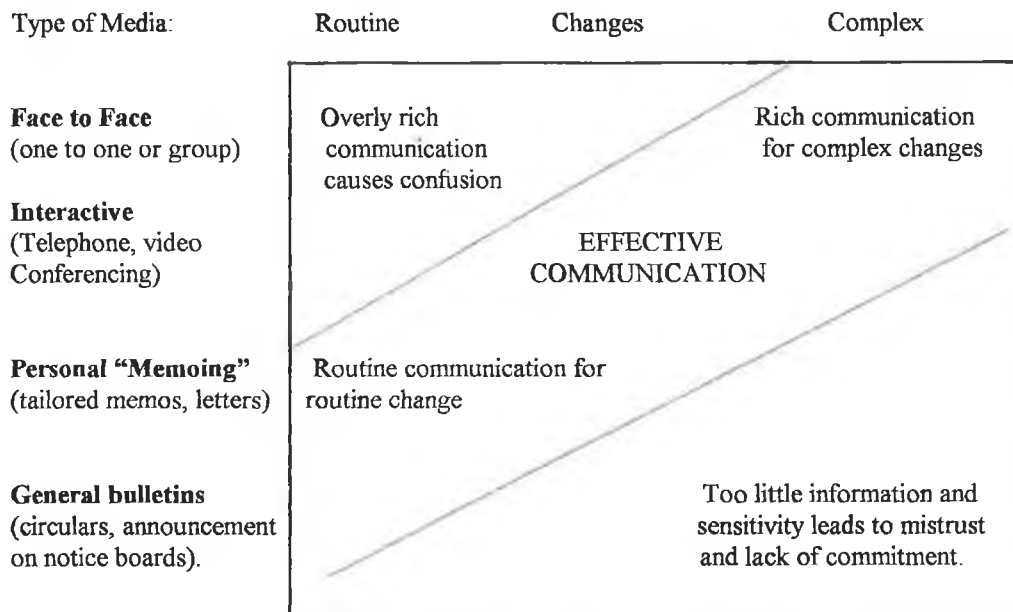 Type of Media: Routine Changes Complex
Face to Face
(one to one or group)
Overly rich
communication
causes confusion
Rich communication
for complex changes
Interactive
(Telephone, video
Conferencing)
EFFECTIVE
COMMUNICATION
Personal “Memoing”
(tailored memos, letters)
Routine communication for
routine change
General bulletins
(circulars, announcement
on notice boards).
Too little information and
sensitivity leads to mistrust
and lack of commitment.